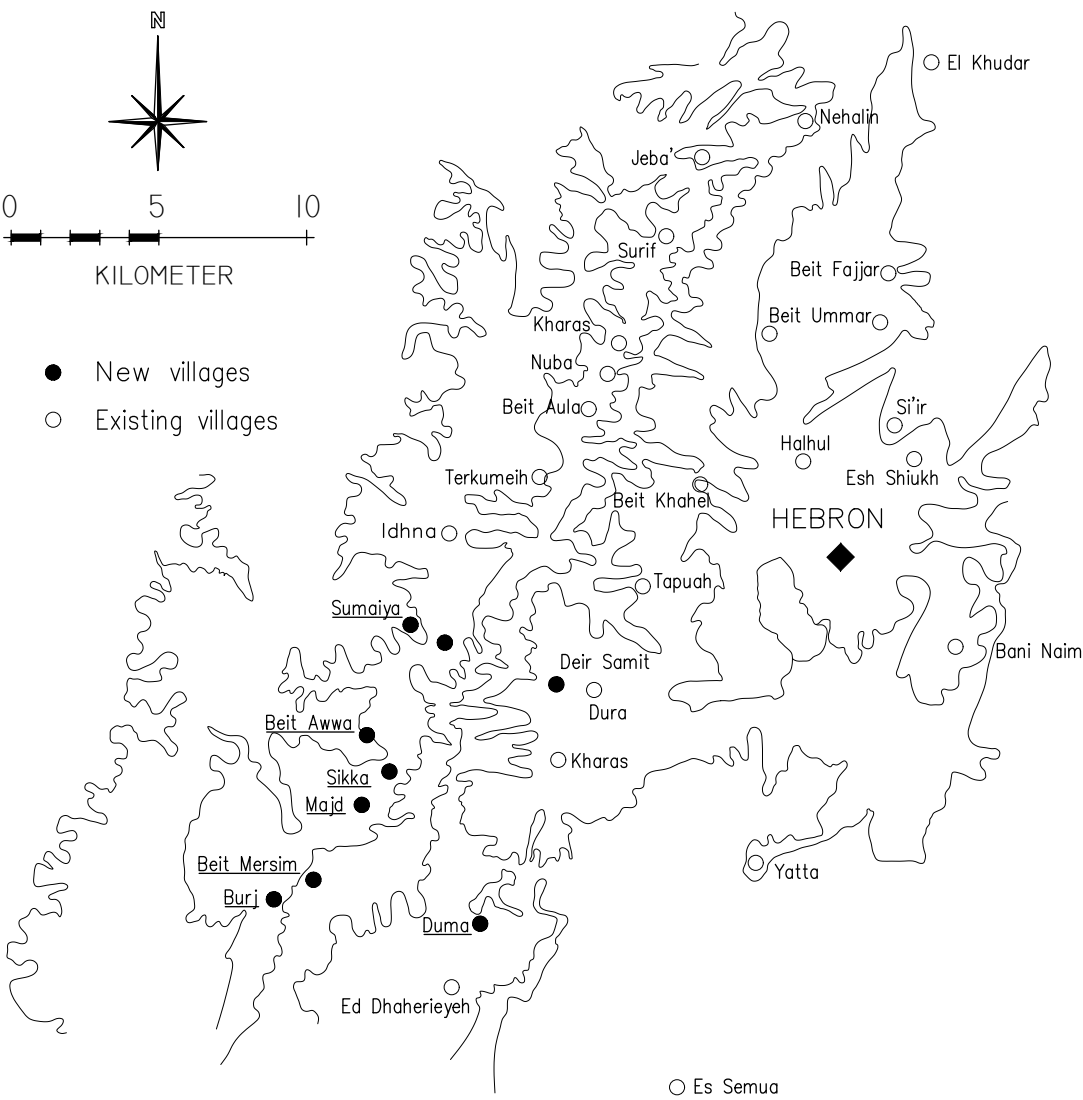 N
El Khudar
Nehalin
Jeba'
0 5 10
KILOMETER
Surif
Beit Fajjar
Beit Ummar
Kharas
Nuba
New villages
Existing villages
Beit Aula
Si'ir
Halhul
Esh Shiukh
Terkumeih
Beit Khahel
HEBRON
Idhna
Tapuah
Sumaiya
Bani Naim
Deir Samit
Dura
Beit Awwa
Kharas
Sikka
Majd
Beit Mersim
Yatta
Burj
Duma
Ed Dhaherieyeh
Es Semua